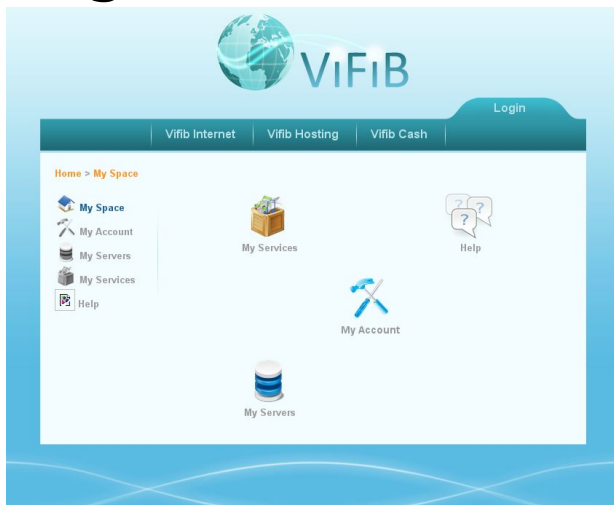 ViFiB
Login
Vifib Internet
Vifib Hosting
Vifib Cash
Home > My Space
My Space
My Account
My Servers
My Services
Help
My Services
Help
My Account
My Servers